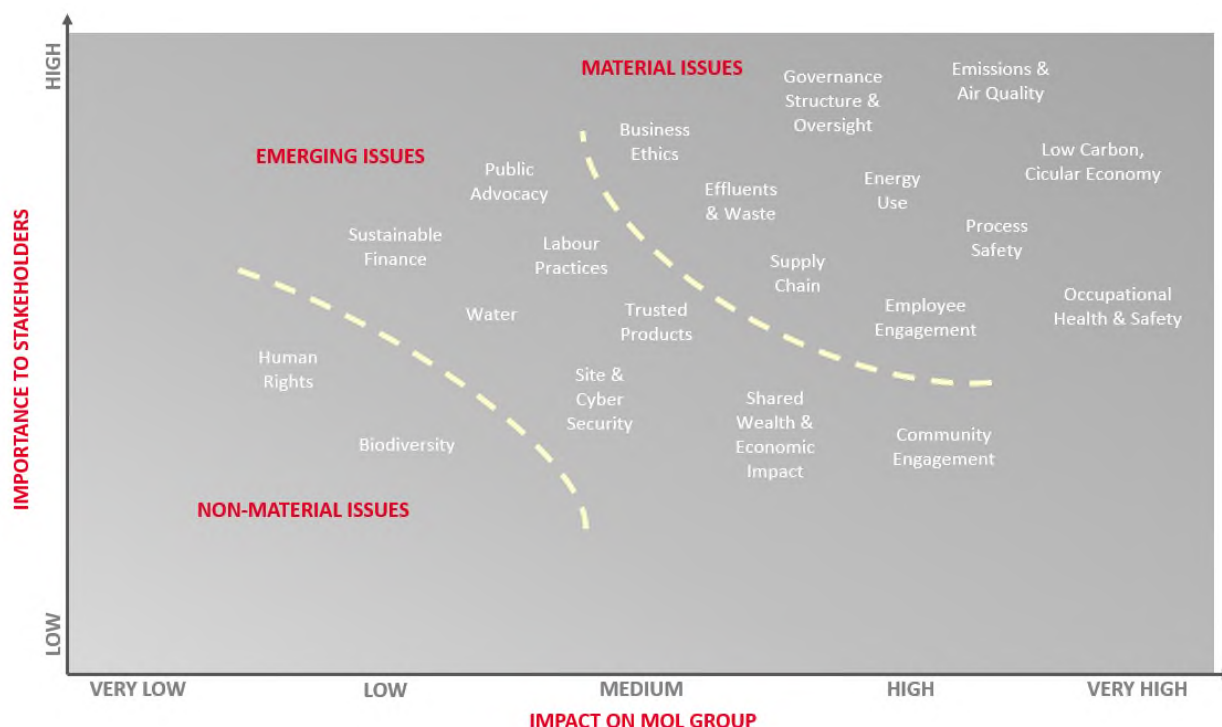 HIGH
MATERIAL ISSUES
Governance
Structure &
Oversight
Emissions &
Air Quality
Business
Ethics
Low Carbon,
Cicular Economy
EMERGING ISSUES
Public
Advocacy
Effluents
& Waste
Energy
Use
Process
Safety
Sustainable
Finance
Labour
Practices
Supply
Chain
Occupational
Health & Safety
Water
Trusted
Products
Employee
Engagement
Human
Rights
Site &
Cyber
Security
Shared
Wealth &
Economic
Impact
Community
Engagement
Biodiversity
NON-MATERIAL ISSUES
IMPORTANCE TO STAKEHOLDERS
LOW
VERY LOW
LOW
MEDIUM
HIGH
VERY HIGH
IMPACT ON MOL GROUP